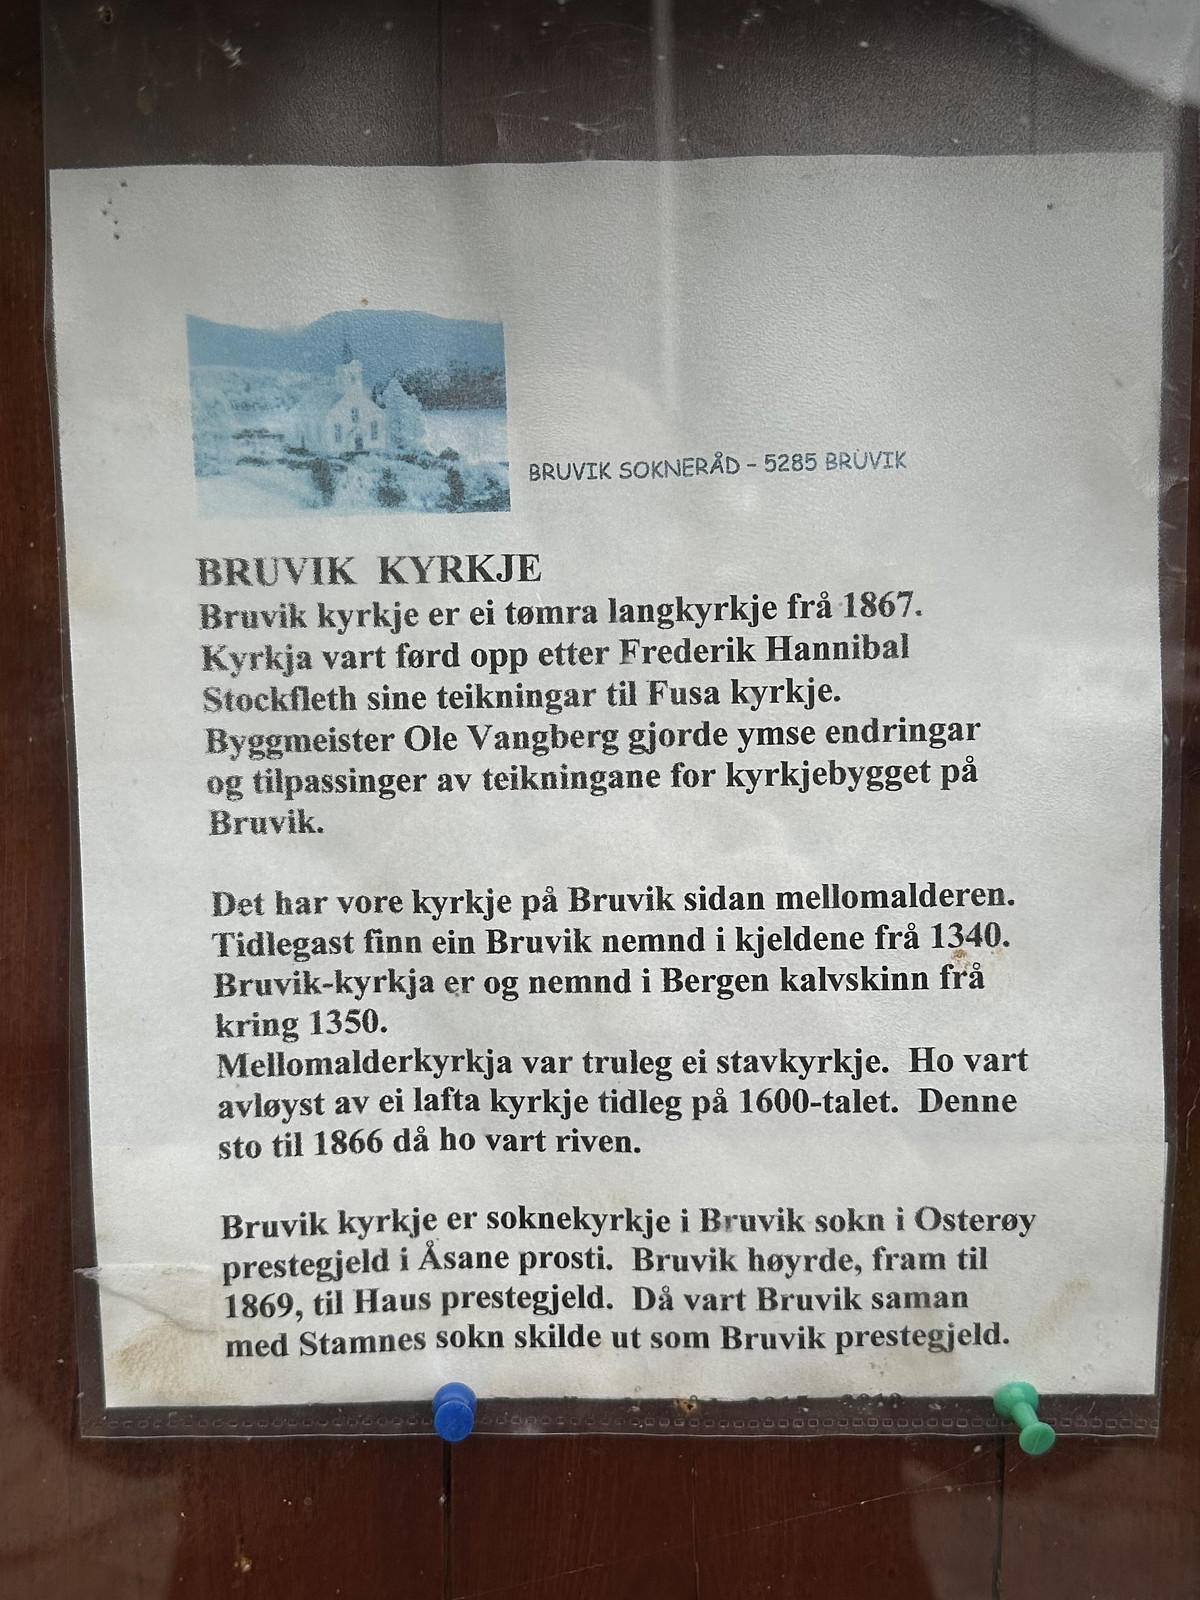 BRUVIK SOKNERÅD – 5285 BRUVIK
BRUVIK KYRKJE
Bruvik kyrkje er ei tømra langkyrkje frå 1867.
Kyrkja vart førd opp etter Frederik Hannibal
Stockfleth sine teikningar til Fusa kyrkje.
Byggmeister Ole Vangberg gjorde ymse endringar
og tilpassinger av teikningane for kyrkjebygget på
Bruvik.
Det har vore kyrkje på Bruvik sidan mellomalderen.
Tidlegast finn ein Bruvik nemnd i kjeldene frå 1340.
Bruvik-kyrkja er og nemnd i Bergen kalvskinn frå
kring 1350.
Mellomalderkyrkja var truleg ei stavkyrkje. Ho vart
avløyst av ei lafta kyrkje tidleg på 1600-talet. Denne
sto til 1866 då ho vart riven.
Bruvik kyrkje er soknekyrkje i Bruvik sokn i Osterøy
prestegjeld i Åsane prosti. Bruvik høyrde, fram til
1869, til Haus prestegjeld. Då vart Bruvik saman
med Stamnes sokn skilde ut som Bruvik prestegjeld.